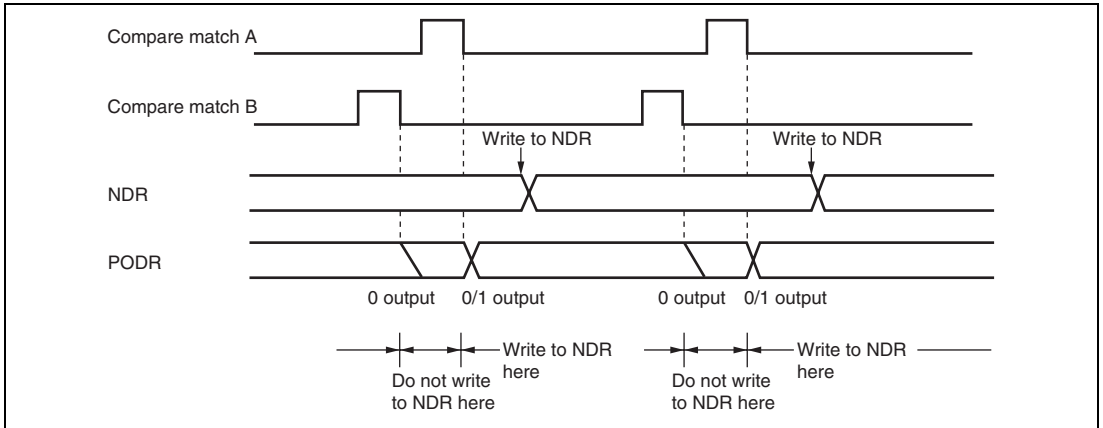 Compare match A
Compare match B
Write to NDR Write to NDR
NDR
PODR
0 output 0/1 output 0 output 0/1 output
Write to NDR here Write to NDR here
Do not write to NDR here Do not write to NDR here